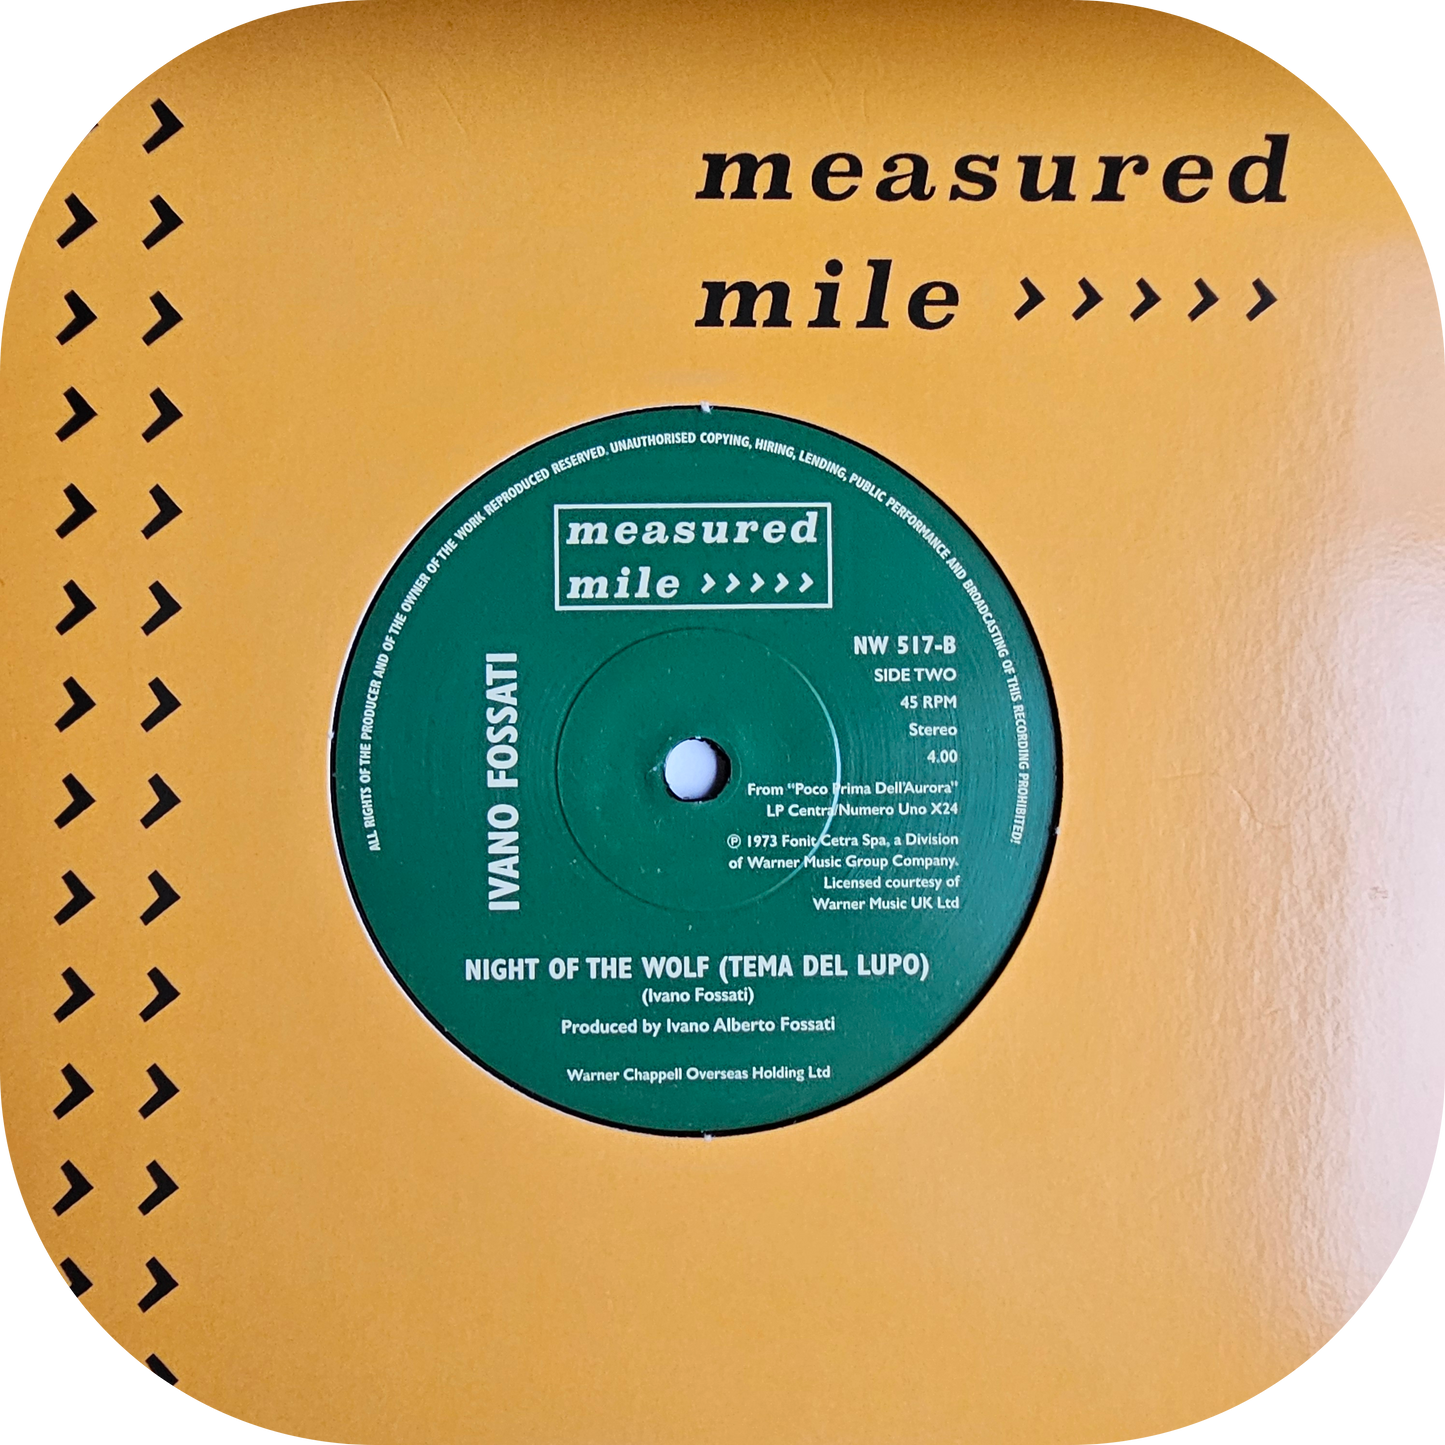 measured
mile >>>>>
ALL RIGHTS OF THE PRODUCER AND OF THE OWNER OF THE WORK REPRODUCED RESERVED. UNAUTHORISED COPYING, HIRING, LENDING, PUBLIC PERFORMANCE AND BROADCASTING OF THIS RECORDING PROHIBITED!
measured
mile >>>>>
IVANO FOSSATI
NW 517-B
SIDE TWO
45 RPM
Stereo
4.00
From "Poco Prima Dell'Aurora"
LP Centra/Numero Uno X24
℗ 1973 Fonit Cetra Spa, a Division
of Warner Music Group Company.
Licensed courtesy of
Warner Music UK Ltd
NIGHT OF THE WOLF (TEMA DEL LUPO)
(Ivano Fossati)
Produced by Ivano Alberto Fossati
Warner Chappell Overseas Holding Ltd